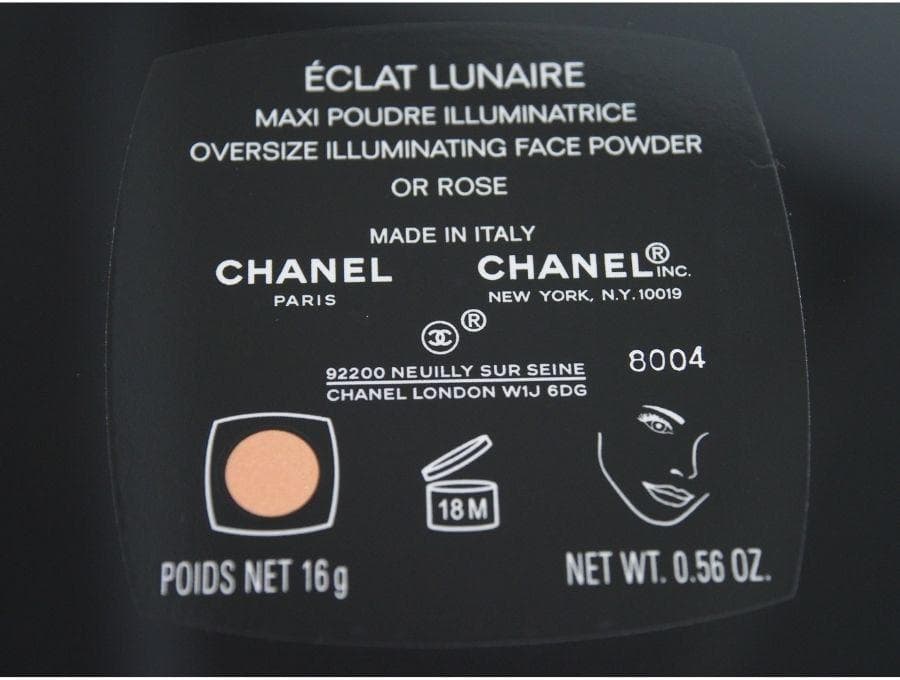 ÉCLAT LUNAIRE
MAXI POUDRE ILLUMINATRICE
OVERSIZE ILLUMINATING FACE POWDER
OR ROSE
MADE IN ITALY
CHANEL
PARIS
CHANEL® INC.
NEW YORK, N.Y. 10019
®
92200 NEUILLY SUR SEINE
CHANEL LONDON W1J 6DG
8004
18 M
POIDS NET 16 g
NET WT. 0.56 OZ.